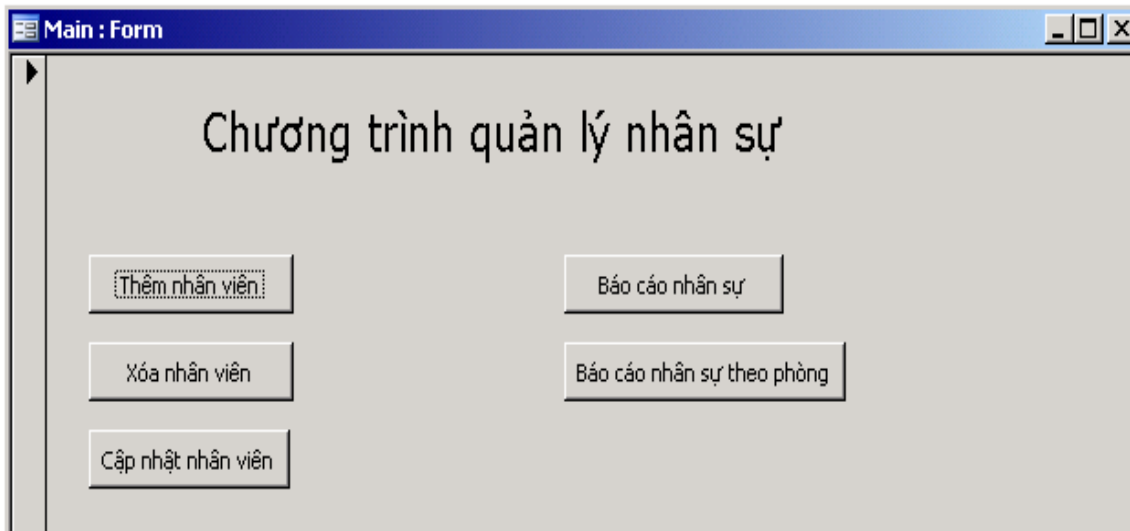 Main : Form
Chương trình quản lý nhân sự
Thêm nhân viên
Báo cáo nhân sự
Xóa nhân viên
Báo cáo nhân sự theo phòng
Cập nhật nhân viên